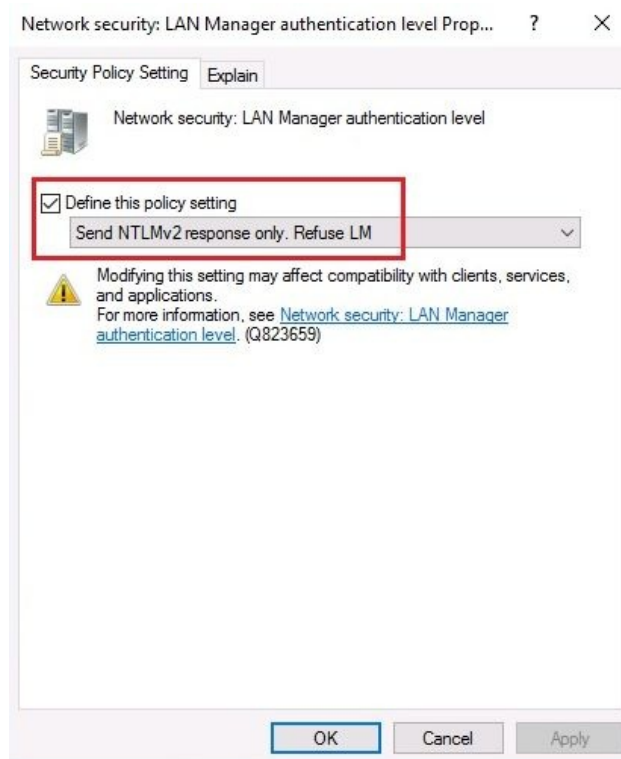 Network security: LAN Manager authentication level Prop... ? X
Security Policy Setting Explain
Network security: LAN Manager authentication level
Define this policy setting
Send NTLMv2 response only. Refuse LM
Modifying this setting may affect compatibility with clients, services,
and applications.
For more information, see Network security: LAN Manager
authentication level. (Q823659)
OK Cancel Apply